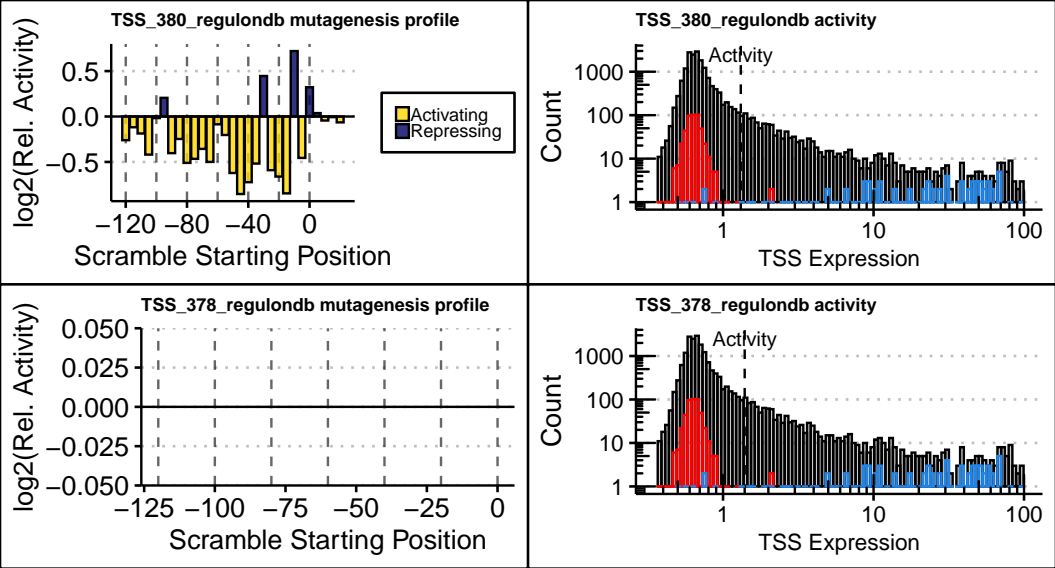 TSS_380_regulondb mutagenesis profile
log2(Rel. Activity)
0.5
0.0
−0.5
−120 −80 −40 0
Scramble Starting Position
Activating
Repressing
TSS_380_regulondb activity
Activity
Count
1000
100
10
1
1 10 100
TSS Expression
TSS_378_regulondb mutagenesis profile
log2(Rel. Activity)
0.050
0.025
0.000
−0.025
−0.050
−125 −100 −75 −50 −25 0
Scramble Starting Position
TSS_378_regulondb activity
Activity
Count
1000
100
10
1
1 10 100
TSS Expression